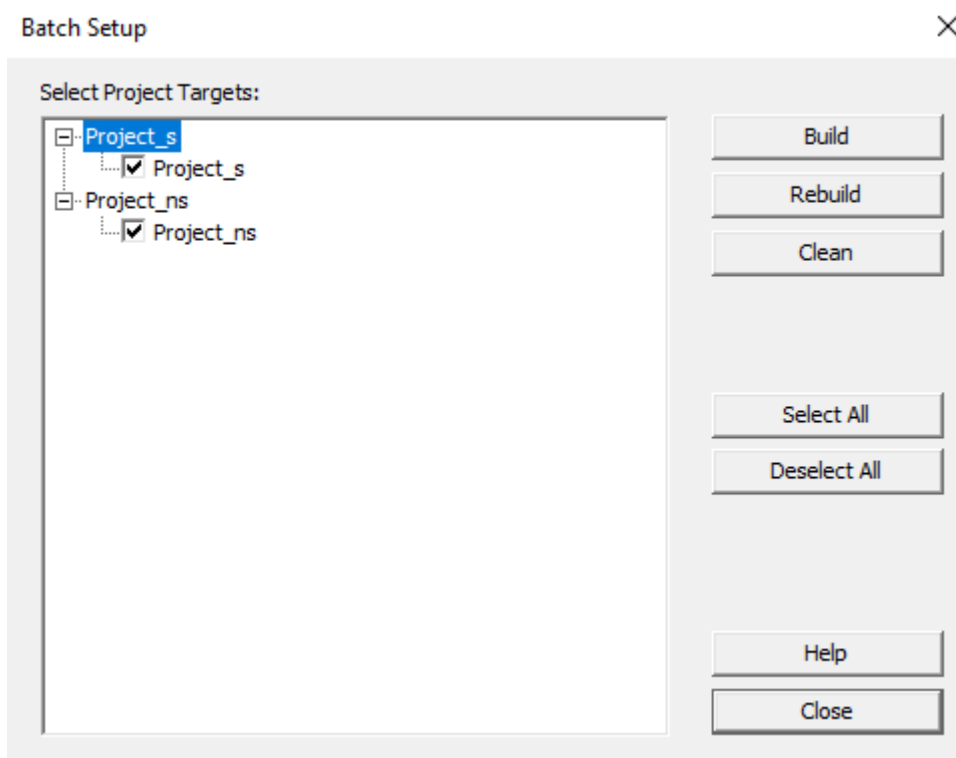 Batch Setup
Select Project Targets:
Project_s
Project_s
Project_ns
Project_ns
Build
Rebuild
Clean
Select All
Deselect All
Help
Close